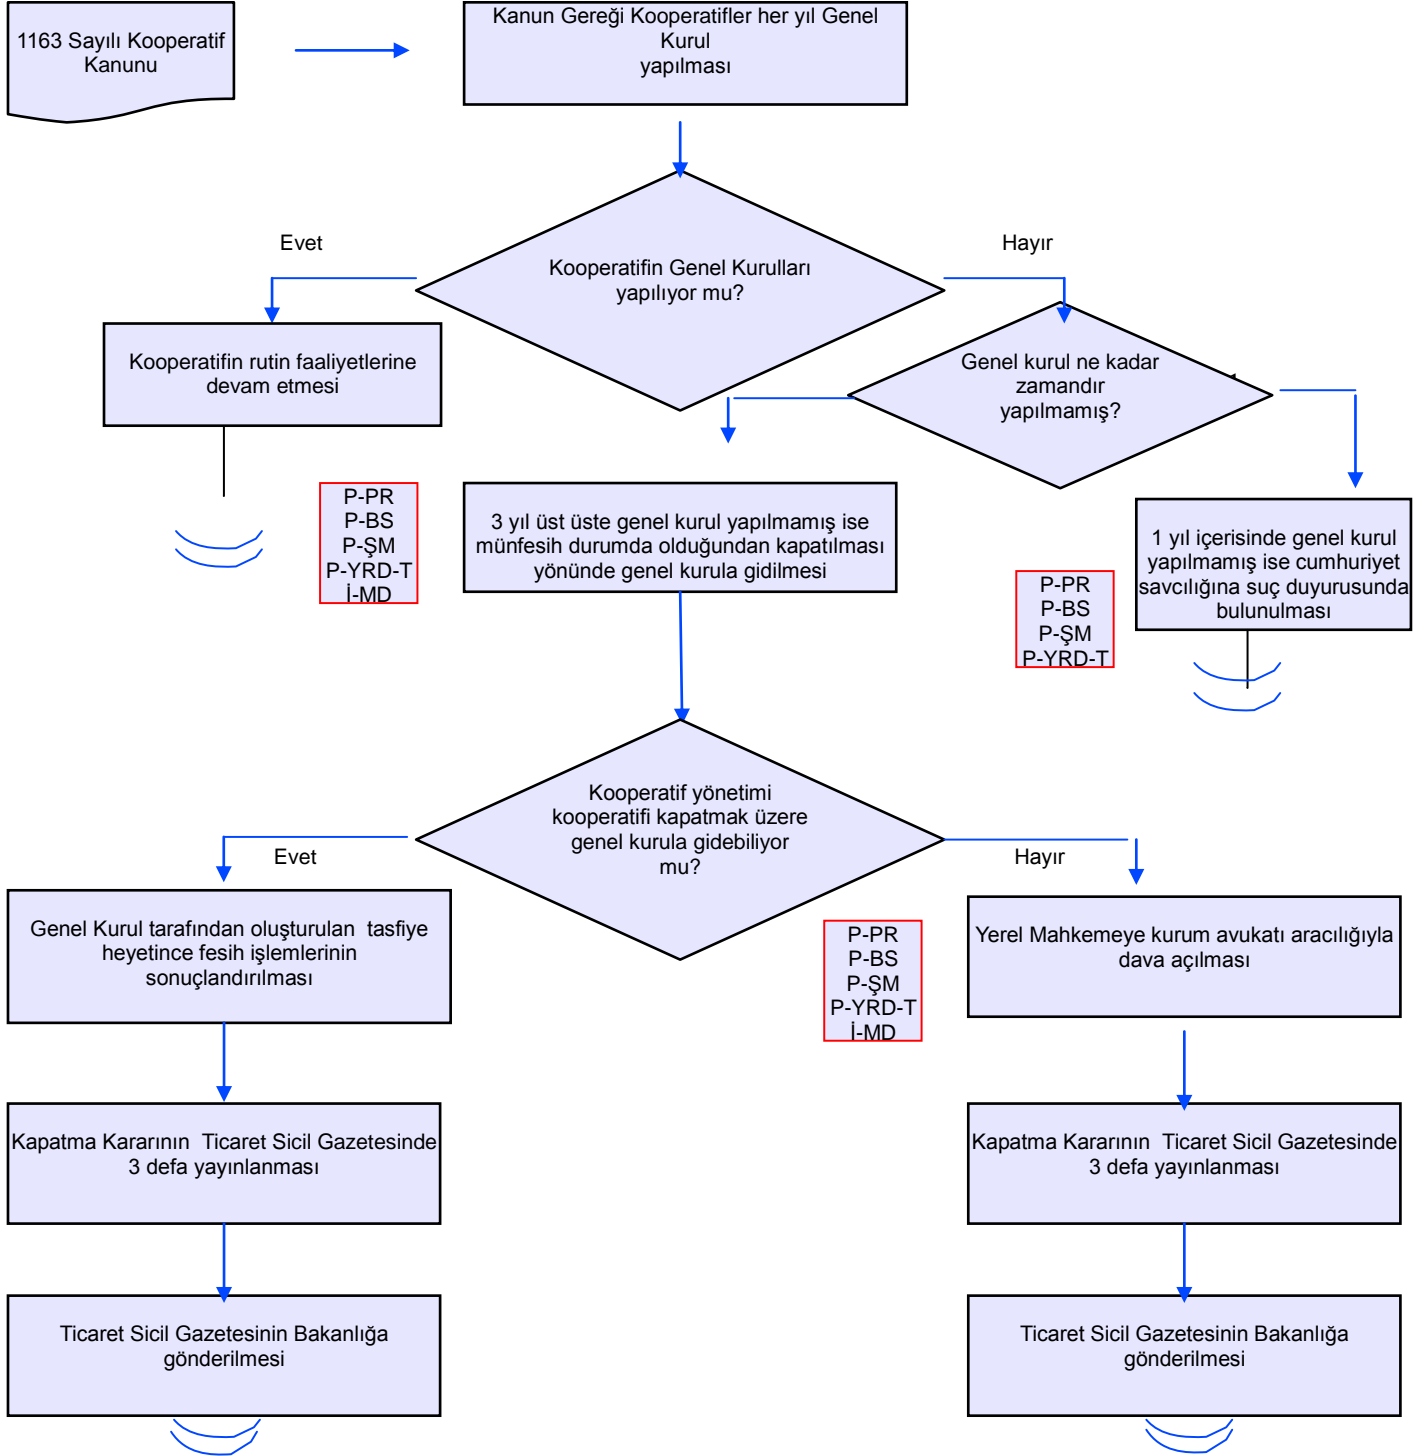 1163 Sayılı Kooperatif
Kanunu
Kanun Gereği Kooperatifler her yıl Genel
Kurul
yapılması
Evet
Hayır
Kooperatifin Genel Kurulları
yapılıyor mu?
Kooperatifin rutin faaliyetlerine
devam etmesi
Genel kurul ne kadar
zamandır
yapılmamış?
P-PR
P-BS
P-ŞM
P-YRD-T
İ-MD
3 yıl üst üste genel kurul yapılmamış ise
münfesih durumda olduğundan kapatılması
yönünde genel kurula gidilmesi
P-PR
P-BS
P-ŞM
P-YRD-T
1 yıl içerisinde genel kurul
yapılmamış ise cumhuriyet
savcılığına suç duyurusunda
bulunulması
Kooperatif yönetimi
kooperatifi kapatmak üzere
genel kurula gidebiliyor
mu?
Evet
Hayır
Genel Kurul tarafından oluşturulan  tasfiye
heyetince fesih işlemlerinin
sonuçlandırılması
P-PR
P-BS
P-ŞM
P-YRD-T
İ-MD
Yerel Mahkemeye kurum avukatı aracılığıyla
dava açılması
Kapatma Kararının  Ticaret Sicil Gazetesinde
3 defa yayınlanması
Kapatma Kararının  Ticaret Sicil Gazetesinde
3 defa yayınlanması
Ticaret Sicil Gazetesinin Bakanlığa
gönderilmesi
Ticaret Sicil Gazetesinin Bakanlığa
gönderilmesi